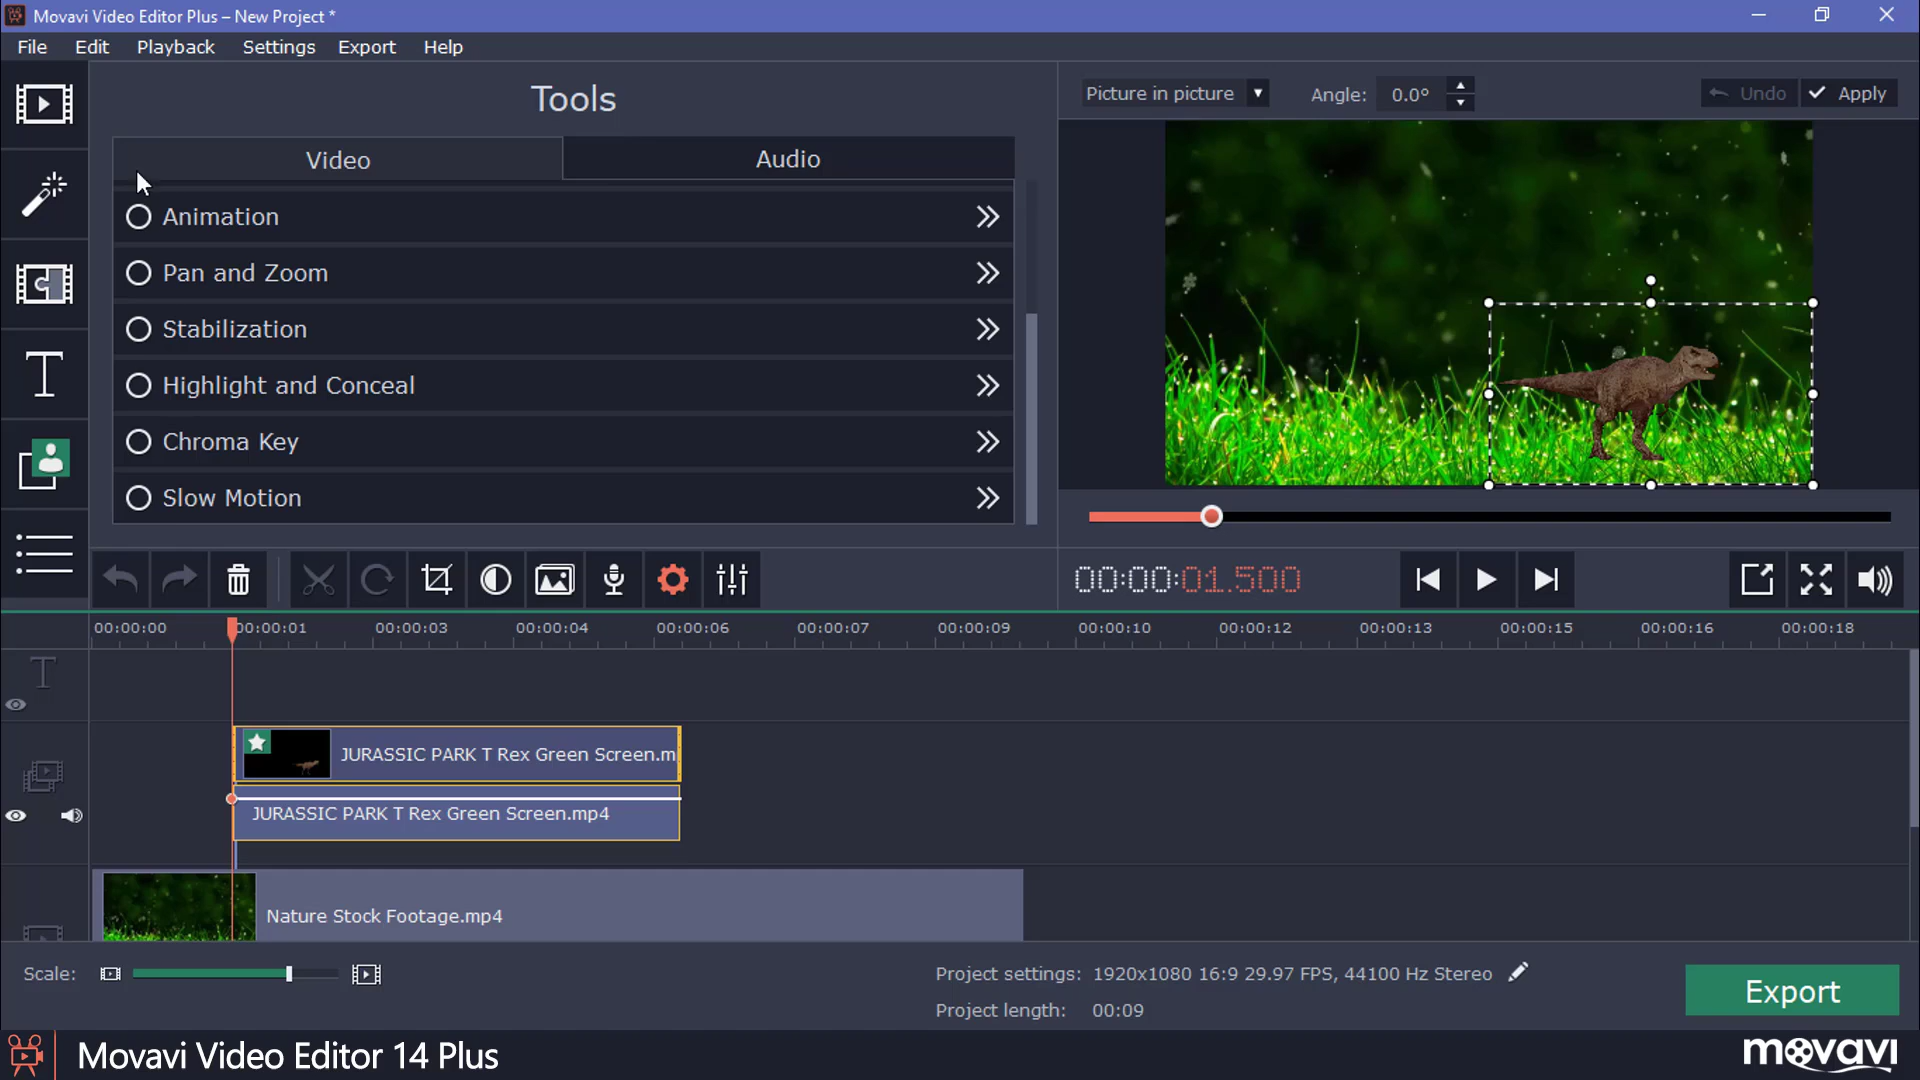 Movavi Video Editor Plus – New Project *
File Edit Playback Settings Export Help
Tools
Video
Audio
Animation
Pan and Zoom
Stabilization
Highlight and Conceal
Chroma Key
Slow Motion
Picture in picture
Angle: 0.0°
Undo
Apply
00:00:01.500
00:00:00 00:00:01 00:00:03 00:00:04 00:00:06 00:00:07 00:00:09 00:00:10 00:00:12 00:00:13 00:00:15 00:00:16 00:00:18
JURASSIC PARK T Rex Green Screen.m
JURASSIC PARK T Rex Green Screen.mp4
Nature Stock Footage.mp4
Scale:
Project settings: 1920x1080 16:9 29.97 FPS, 44100 Hz Stereo
Project length: 00:09
Export
Movavi Video Editor 14 Plus
movavi